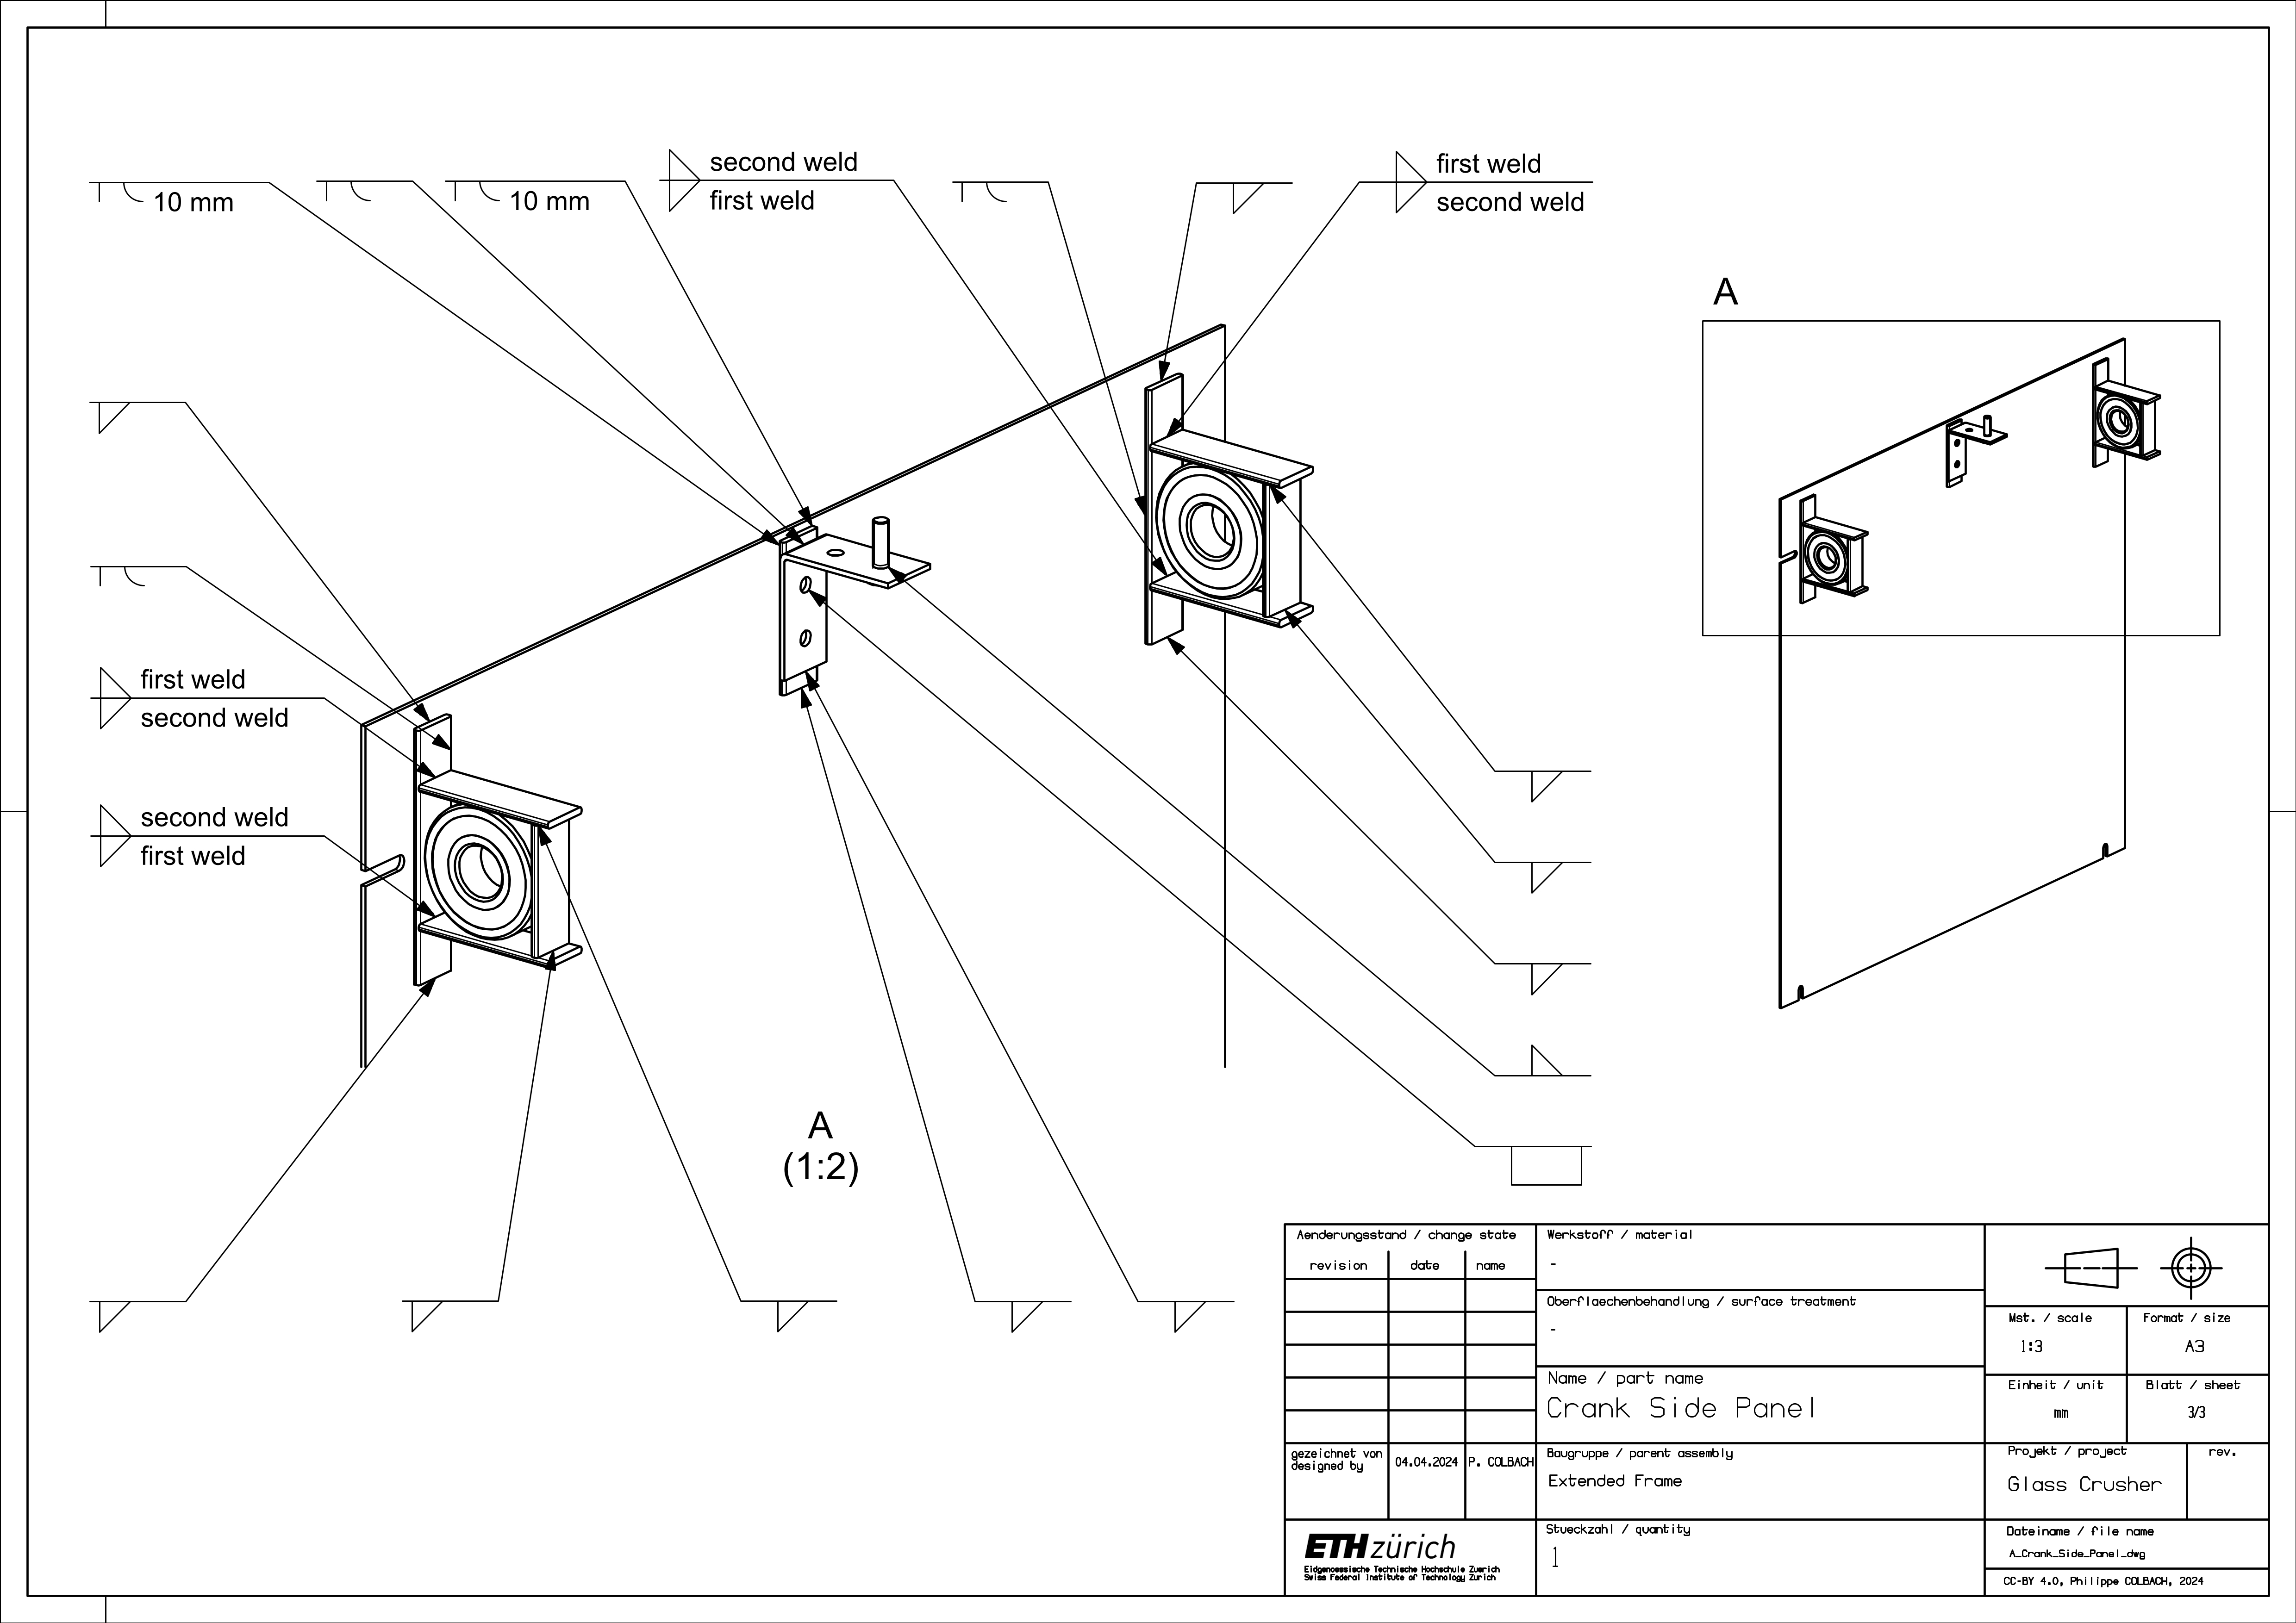 second weld
first weld
first weld
second weld
10 mm
10 mm
A
first weld
second weld
second weld
first weld
A
(1:2)
Aenderungsstand / change state
revision
date
name
gezeichnet von
designed by
04.04.2024
P. COLBACH
ETH zürich
Eidgenoessische Technische Hochschule Zuerich
Swiss Federal Institute of Technology Zurich
Werkstoff / material
-
Oberflaechenbehandlung / surface treatment
-
Name / part name
Crank Side Panel
Baugruppe / parent assembly
Extended Frame
Stueckzahl / quantity
1
Mst. / scale
1:3
Format / size
A3
Einheit / unit
mm
Blatt / sheet
3/3
Projekt / project
Glass Crusher
rev.
Dateiname / file name
A_Crank_Side_Panel_dwg
CC-BY 4.0, Philippe COLBACH, 2024